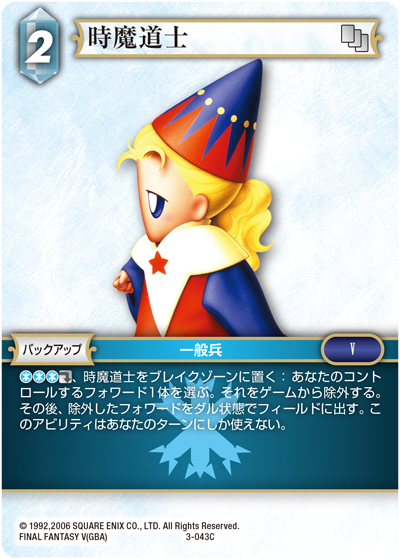 2
時魔道士
バックアップ
一般兵
V
、時魔道士をブレイクゾーンに置く：あなたのコント
ロールするフォワード1体を選ぶ。それをゲームから除外する。
その後、除外したフォワードをダル状態でフィールドに出す。こ
のアビリティはあなたのターンにしか使えない。
© 1992,2006 SQUARE ENIX CO., LTD. All Rights Reserved.
FINAL FANTASY V(GBA)
3-043C